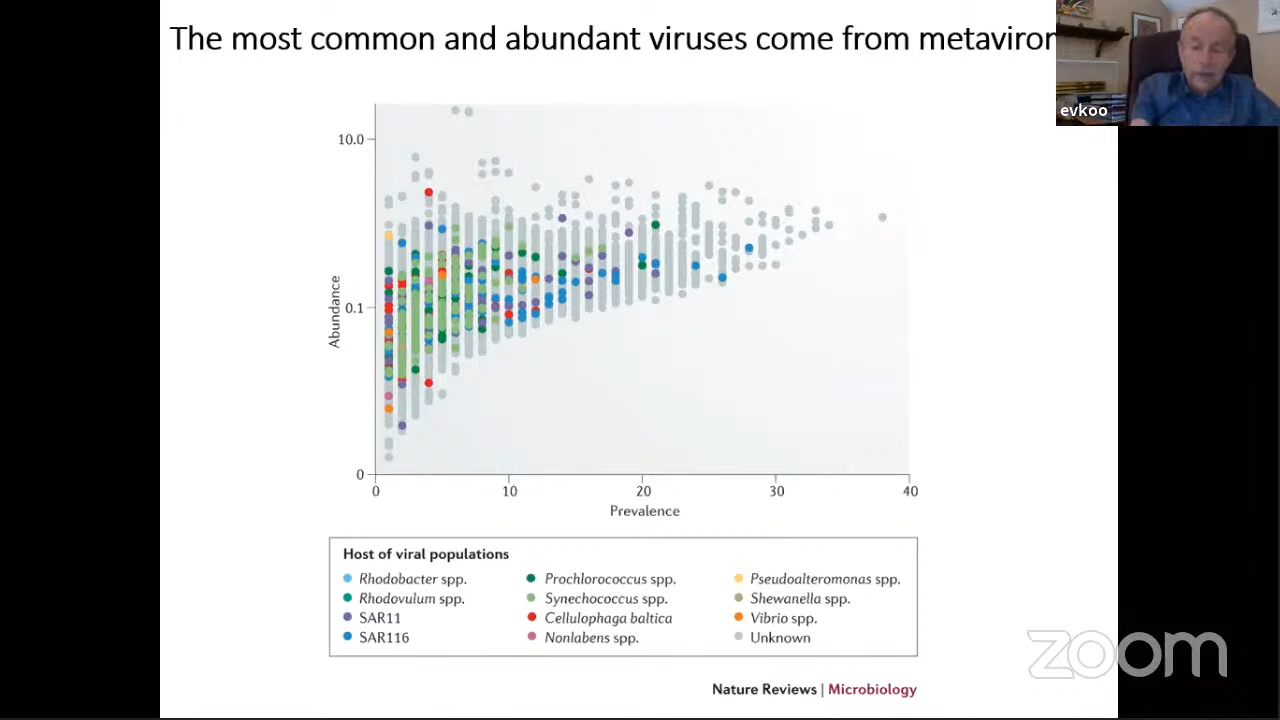 The most common and abundant viruses come from
evkoo
10.0
0.1
0
Abundance
0
10
20
30
40
Prevalence
Host of viral populations
Rhodobacter spp.
Prochlorococcus spp.
Pseudoalteromonas spp.
Rhodovulum spp.
Synechococcus spp.
Shewanella spp.
SAR11
Cellulophaga baltica
Vibrio spp.
SAR116
Nonlabens spp.
Unknown
zoom
Nature Reviews | Microbiology